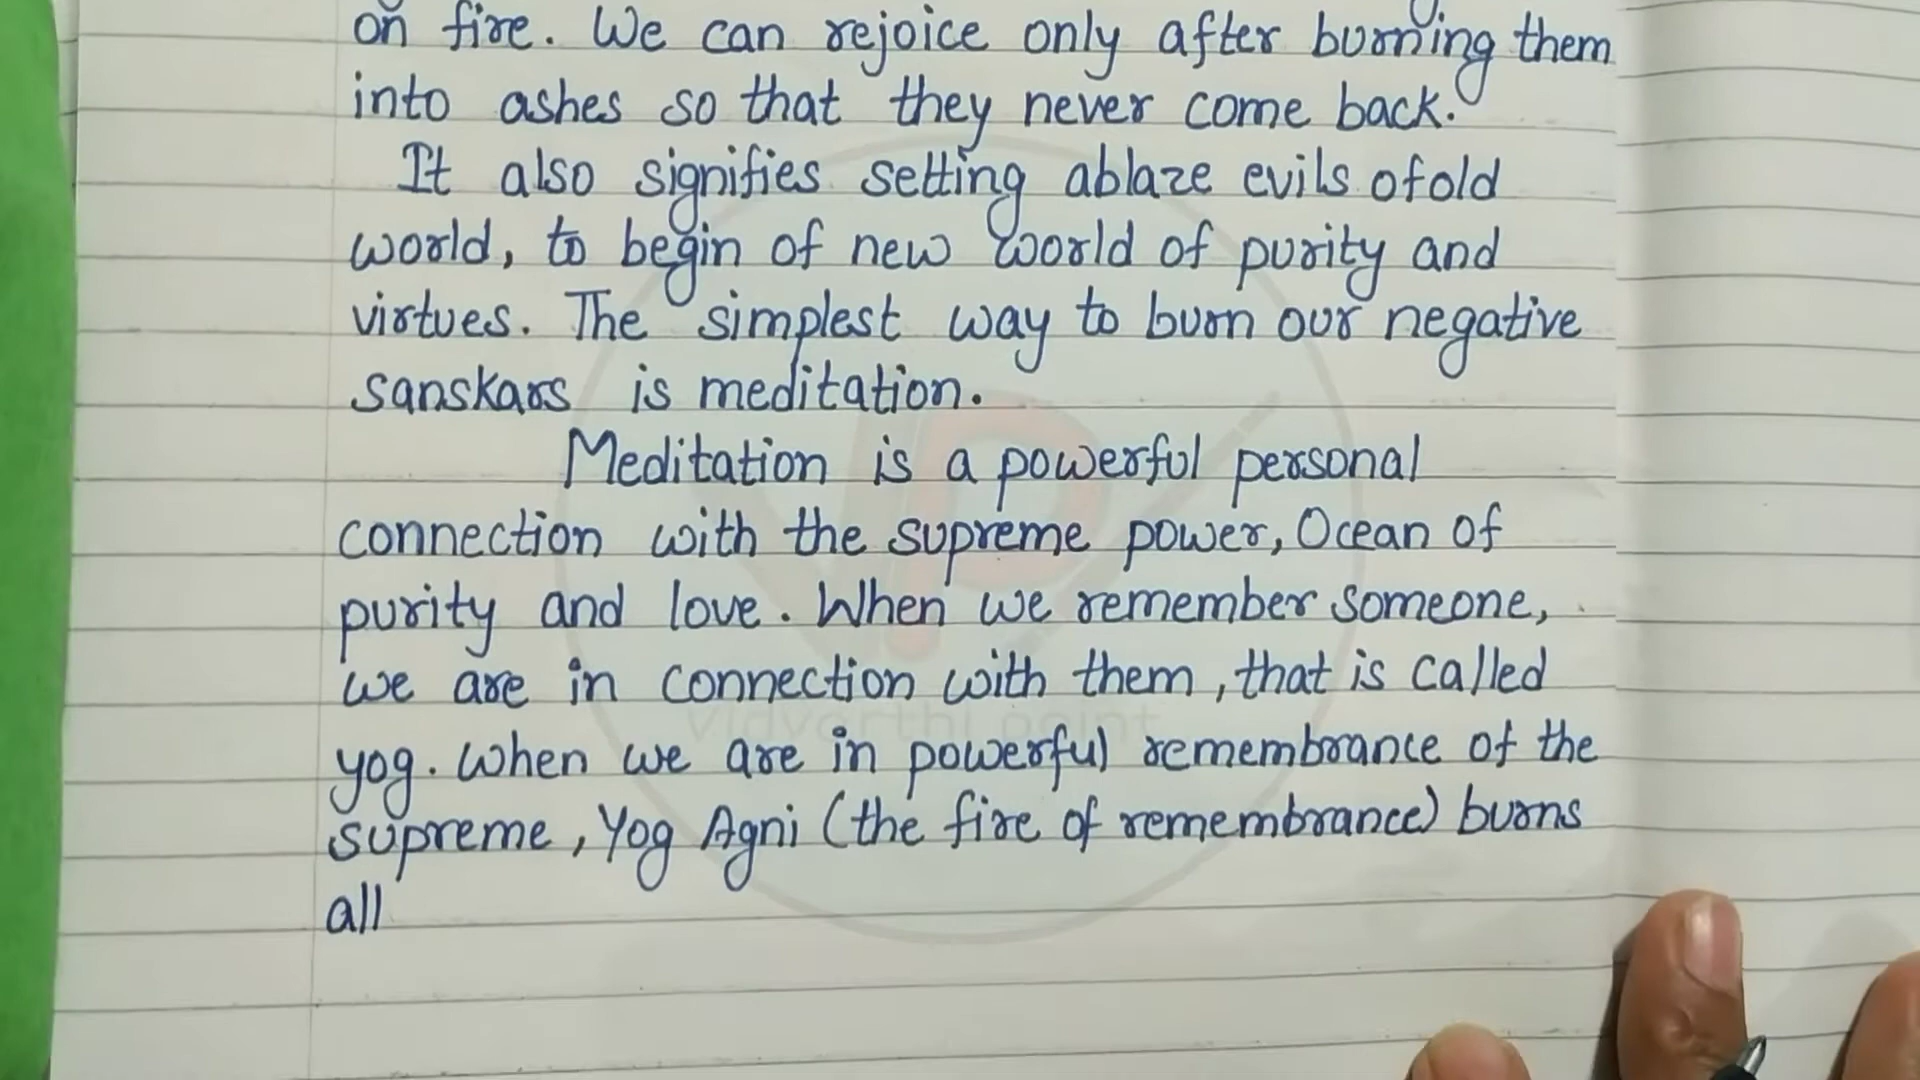 on fire. We can rejoice only after burning them
into ashes so that they never come back.
It also signifies setting ablaze evils of old
world, to begin of new world of purity and
virtues. The simplest way to burn our negative
sanskars is meditation.
Meditation is a powerful personal
connection with the supreme power, Ocean of
purity and love. When we remember someone,
we are in connection with them, that is called
yog. When we are in powerful remembrance of the
supreme, Yog Agni (the fire of remembrance) burns
all
vidyarthi point